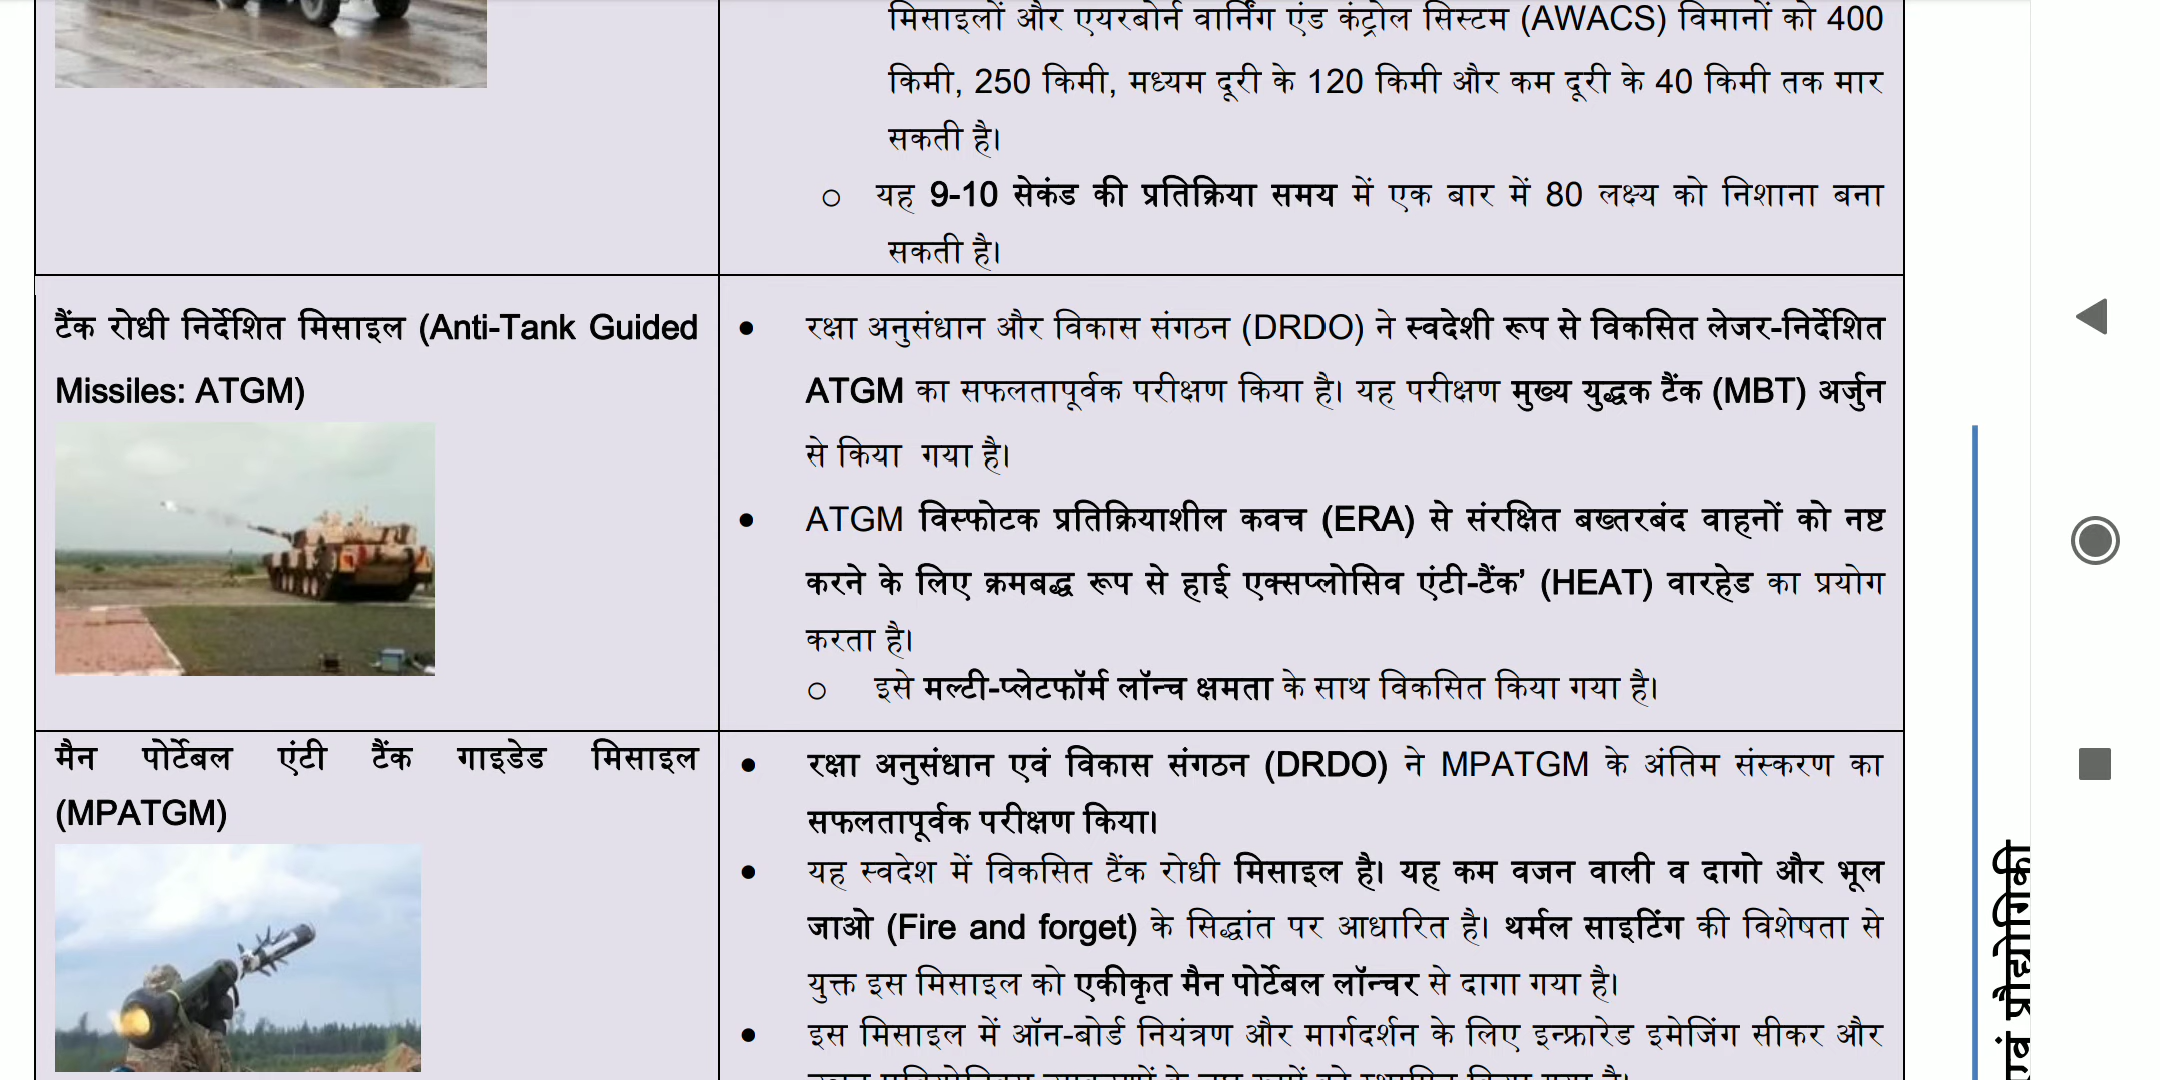 मिसाइलों और एयरबोर्न वार्निंग एंड कंट्रोल सिस्टम (AWACS) विमानों को 400
किमी, 250 किमी, मध्यम दूरी के 120 किमी और कम दूरी के 40 किमी तक मार
सकती है।
○ यह 9-10 सेकंड की प्रतिक्रिया समय में एक बार में 80 लक्ष्य को निशाना बना
सकती है।
टैंक रोधी निर्देशित मिसाइल (Anti-Tank Guided
Missiles: ATGM)
● रक्षा अनुसंधान और विकास संगठन (DRDO) ने स्वदेशी रूप से विकसित लेजर-निर्देशित
ATGM का सफलतापूर्वक परीक्षण किया है। यह परीक्षण मुख्य युद्धक टैंक (MBT) अर्जुन
से किया गया है।
● ATGM विस्फोटक प्रतिक्रियाशील कवच (ERA) से संरक्षित बख्तरबंद वाहनों को नष्ट
करने के लिए क्रमबद्ध रूप से हाई एक्सप्लोसिव एंटी-टैंक’ (HEAT) वारहेड का प्रयोग
करता है।
○ इसे मल्टी-प्लेटफॉर्म लॉन्च क्षमता के साथ विकसित किया गया है।
मैन पोर्टेबल एंटी टैंक गाइडेड मिसाइल
(MPATGM)
● रक्षा अनुसंधान एवं विकास संगठन (DRDO) ने MPATGM के अंतिम संस्करण का
सफलतापूर्वक परीक्षण किया।
● यह स्वदेश में विकसित टैंक रोधी मिसाइल है। यह कम वजन वाली व दागो और भूल
जाओ (Fire and forget) के सिद्धांत पर आधारित है। थर्मल साइटिंग की विशेषता से
युक्त इस मिसाइल को एकीकृत मैन पोर्टेबल लॉन्चर से दागा गया है।
● इस मिसाइल में ऑन-बोर्ड नियंत्रण और मार्गदर्शन के लिए इन्फ्रारेड इमेजिंग सीकर और
एवं प्रौद्योगिकी